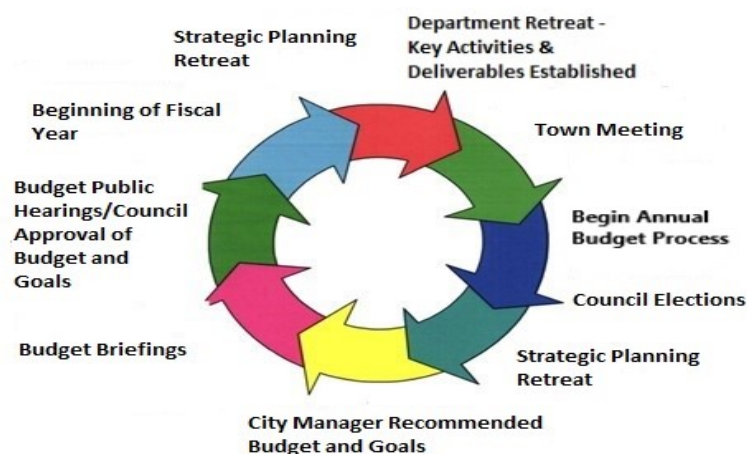 Strategic Planning
Retreat
Department Retreat -
Key Activities &
Deliverables Established
Town Meeting
Begin Annual
Budget Process
Council Elections
Strategic Planning
Retreat
City Manager Recommended
Budget and Goals
Budget Briefings
Budget Public
Hearings/Council
Approval of
Budget and
Goals
Beginning of Fiscal
Year